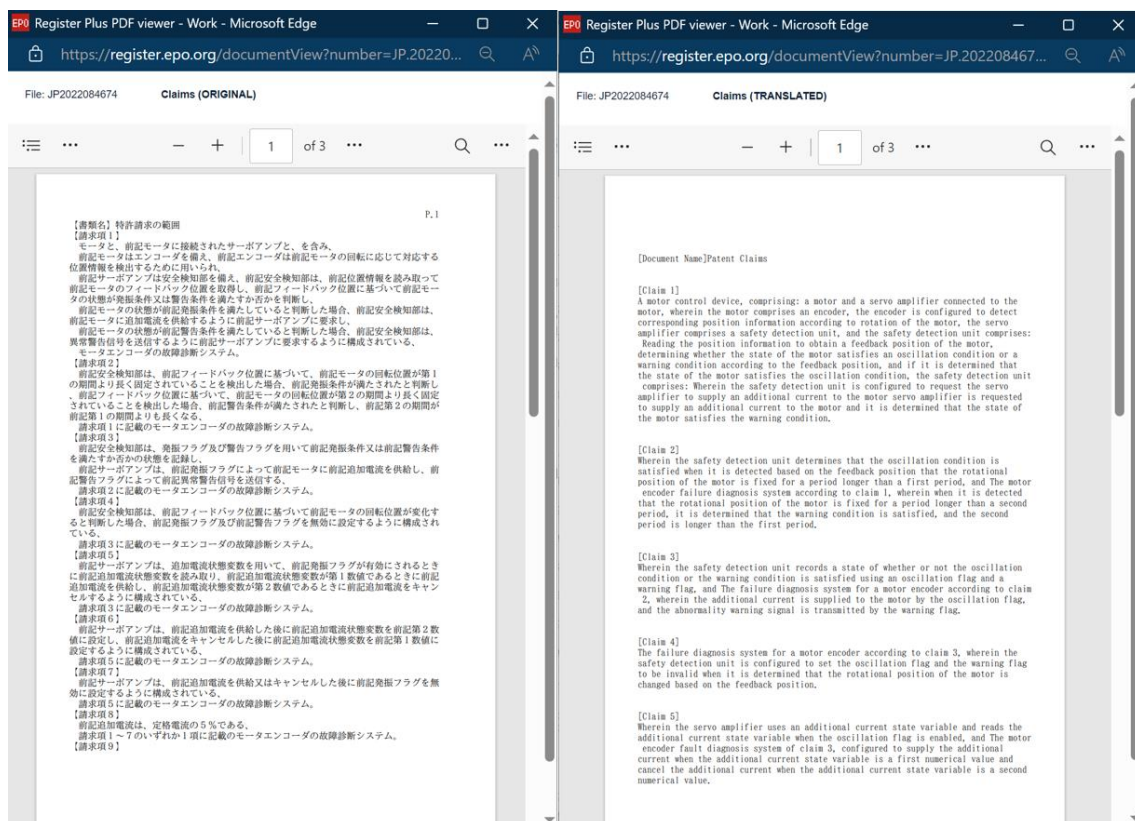 EPO Register Plus PDF viewer - Work - Microsoft Edge
https://register.epo.org/documentView?number=JP.20220...
File: JP2022084674 Claims (ORIGINAL)
1 of 3
P.1
【書類名】特許請求の範囲
【請求項1】
モータと、前記モータに接続されたサーボアンプと、を含み、
前記モータはエンコーダを備え、前記エンコーダは前記モータの回転に応じて対応する
位置情報を検出するために用いられ、
前記サーボアンプは安全検知部を備え、前記安全検知部は、前記位置情報を読み取って
前記モータのフィードバック位置を取得し、前記フィードバック位置に基づいて前記モー
タの状態が発振条件又は警告条件を満たすか否かを判断し、
前記モータの状態が前記発振条件を満たしていると判断した場合、前記安全検知部は、
前記モータに追加電流を供給するように前記サーボアンプに要求し、
前記モータの状態が前記警告条件を満たしていると判断した場合、前記安全検知部は、
異常警告信号を送信するように前記サーボアンプに要求するように構成されている、
モータエンコーダの故障診断システム。
【請求項2】
前記安全検知部は、前記フィードバック位置に基づいて、前記モータの回転位置が第1
の期間より長く固定されていることを検出した場合、前記発振条件が満たされたと判断し
、前記フィードバック位置に基づいて、前記モータの回転位置が第2の期間より長く固定
されていることを検出した場合、前記警告条件が満たされたと判断し、前記第2の期間が
前記第1の期間よりも長くなる、
請求項1に記載のモータエンコーダの故障診断システム。
【請求項3】
前記安全検知部は、発振フラグ及び警告フラグを用いて前記発振条件又は前記警告条件
を満たすか否かの状態を記録し、
前記サーボアンプは、前記発振フラグによって前記モータに前記追加電流を供給し、前
記警告フラグによって前記異常警告信号を送信する、
請求項2に記載のモータエンコーダの故障診断システム。
【請求項4】
前記安全検知部は、前記フィードバック位置に基づいて前記モータの回転位置が変化す
ると判断した場合、前記発振フラグ及び前記警告フラグを無効に設定するように構成され
ている、
請求項3に記載のモータエンコーダの故障診断システム。
【請求項5】
前記サーボアンプは、追加電流状態変数を用いて、前記発振フラグが有効にされるとき
に前記追加電流状態変数を読み取り、前記追加電流状態変数が第1数値であるときに前記
追加電流を供給し、前記追加電流状態変数が第2数値であるときに前記追加電流をキャン
セルするように構成されている、
請求項3に記載のモータエンコーダの故障診断システム。
【請求項6】
前記サーボアンプは、前記追加電流を供給した後に前記追加電流状態変数を前記第2数
値に設定し、前記追加電流をキャンセルした後に前記追加電流状態変数を前記第1数値に
設定するように構成されている、
請求項5に記載のモータエンコーダの故障診断システム。
【請求項7】
前記サーボアンプは、前記追加電流を供給又はキャンセルした後に前記発振フラグを無
効に設定するように構成されている、
請求項5に記載のモータエンコーダの故障診断システム。
【請求項8】
前記追加電流は、定格電流の5％である、
請求項1～7のいずれか1項に記載のモータエンコーダの故障診断システム。
【請求項9】
EPO Register Plus PDF viewer - Work - Microsoft Edge
https://register.epo.org/documentView?number=JP.202208467...
File: JP2022084674 Claims (TRANSLATED)
1 of 3
[Document Name]Patent Claims
[Claim 1]
A motor control device, comprising: a motor and a servo amplifier connected to the
motor, wherein the motor comprises an encoder, the encoder is configured to detect
corresponding position information according to rotation of the motor, the servo
amplifier comprises a safety detection unit, and the safety detection unit comprises:
Reading the position information to obtain a feedback position of the motor,
determining whether the state of the motor satisfies an oscillation condition or a
warning condition according to the feedback position, and if it is determined that
the state of the motor satisfies the oscillation condition, the safety detection unit
comprises: Wherein the safety detection unit is configured to request the servo
amplifier to supply an additional current to the motor servo amplifier is requested
to supply an additional current to the motor and it is determined that the state of
the motor satisfies the warning condition.
[Claim 2]
Wherein the safety detection unit determines that the oscillation condition is
satisfied when it is detected based on the feedback position that the rotational
position of the motor is fixed for a period longer than a first period, and The motor
encoder failure diagnosis system according to claim 1, wherein when it is detected
that the rotational position of the motor is fixed for a period longer than a second
period, it is determined that the warning condition is satisfied, and the second
period is longer than the first period.
[Claim 3]
Wherein the safety detection unit records a state of whether or not the oscillation
condition or the warning condition is satisfied using an oscillation flag and a
warning flag, and The failure diagnosis system for a motor encoder according to claim
2, wherein the additional current is supplied to the motor by the oscillation flag,
and the abnormality warning signal is transmitted by the warning flag.
[Claim 4]
The failure diagnosis system for a motor encoder according to claim 3, wherein the
safety detection unit is configured to set the oscillation flag and the warning flag
to be invalid when it is determined that the rotational position of the motor is
changed based on the feedback position.
[Claim 5]
Wherein the servo amplifier uses an additional current state variable and reads the
additional current state variable when the oscillation flag is enabled, and The motor
encoder fault diagnosis system of claim 3, configured to supply the additional
current when the additional current state variable is a first numerical value and
cancel the additional current when the additional current state variable is a second
numerical value.